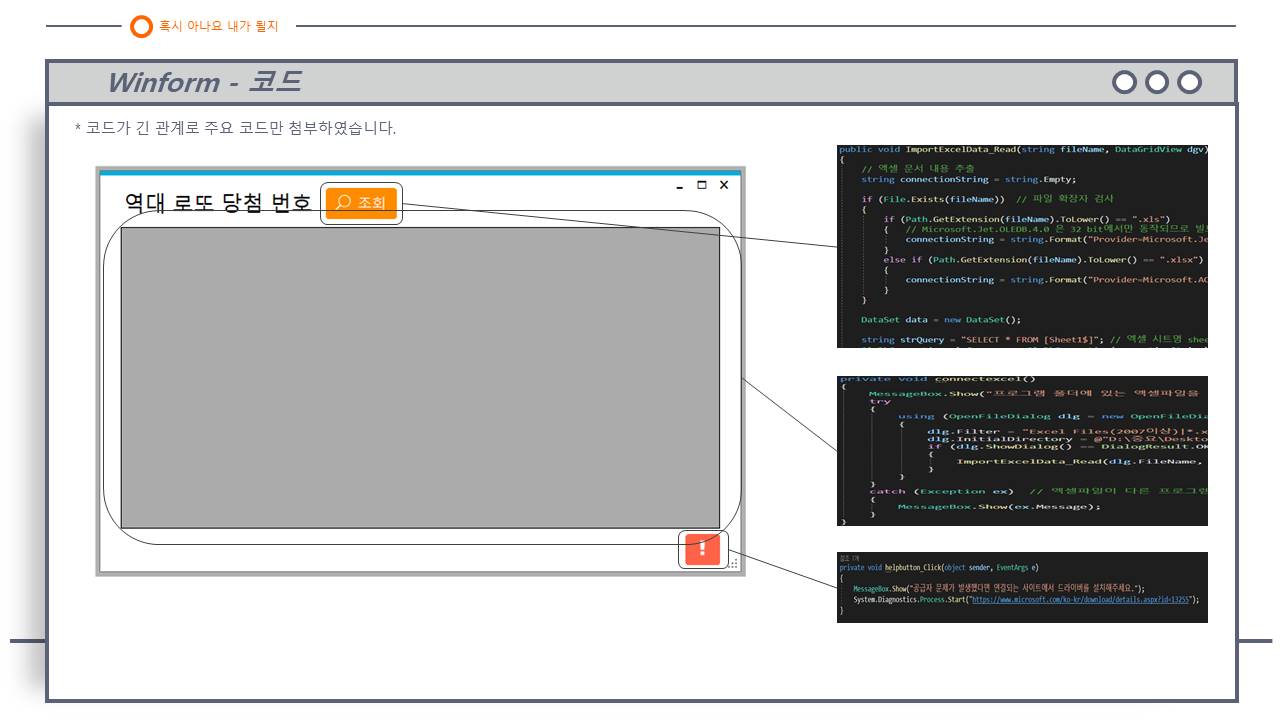 혹시 아나요 내가 될지
Winform - 코드
* 코드가 긴 관계로 주요 코드만 첨부하였습니다.
역대 로또 당첨 번호
조회
!
public void ImportExcelData_Read(string fileName, DataGridView dgv)
{
// 엑셀 문서 내용 추출
string connectionString = string.Empty;
if (File.Exists(fileName)) // 파일 확장자 검사
{
if (Path.GetExtension(fileName).ToLower() == ".xls")
{ // Microsoft.Jet.OLEDB.4.0 은 32 bit에서만 동작되므로
connectionString = string.Format("Provider=Microsoft.Je
}
else if (Path.GetExtension(fileName).ToLower() == ".xlsx")
{
connectionString = string.Format("Provider=Microsoft.AC
}
}
DataSet data = new DataSet();
string strQuery = "SELECT * FROM [Sheet1$]"; // 엑셀 시트명 shee
private void connectexcel()
{
MessageBox.Show("프로그램 폴더에 있는 엑셀파일을
try
{
using (OpenFileDialog dlg = new OpenFileDia
{
dlg.Filter = "Excel Files(2007이상)|*.x
dlg.InitialDirectory = @"D:\중요\Deskto
if (dlg.ShowDialog() == DialogResult.OK
{
ImportExcelData_Read(dlg.FileName,
}
}
}
catch (Exception ex) // 엑셀파일이 다른 프로그램
{
MessageBox.Show(ex.Message);
}
}
참조 1개
private void helpbutton_Click(object sender, EventArgs e)
{
MessageBox.Show("공급자 문제가 발생했다면 연결되는 사이트에서 드라이버를 설치해주세요.");
System.Diagnostics.Process.Start("https://www.microsoft.com/ko-kr/download/details.aspx?id=13255");
}